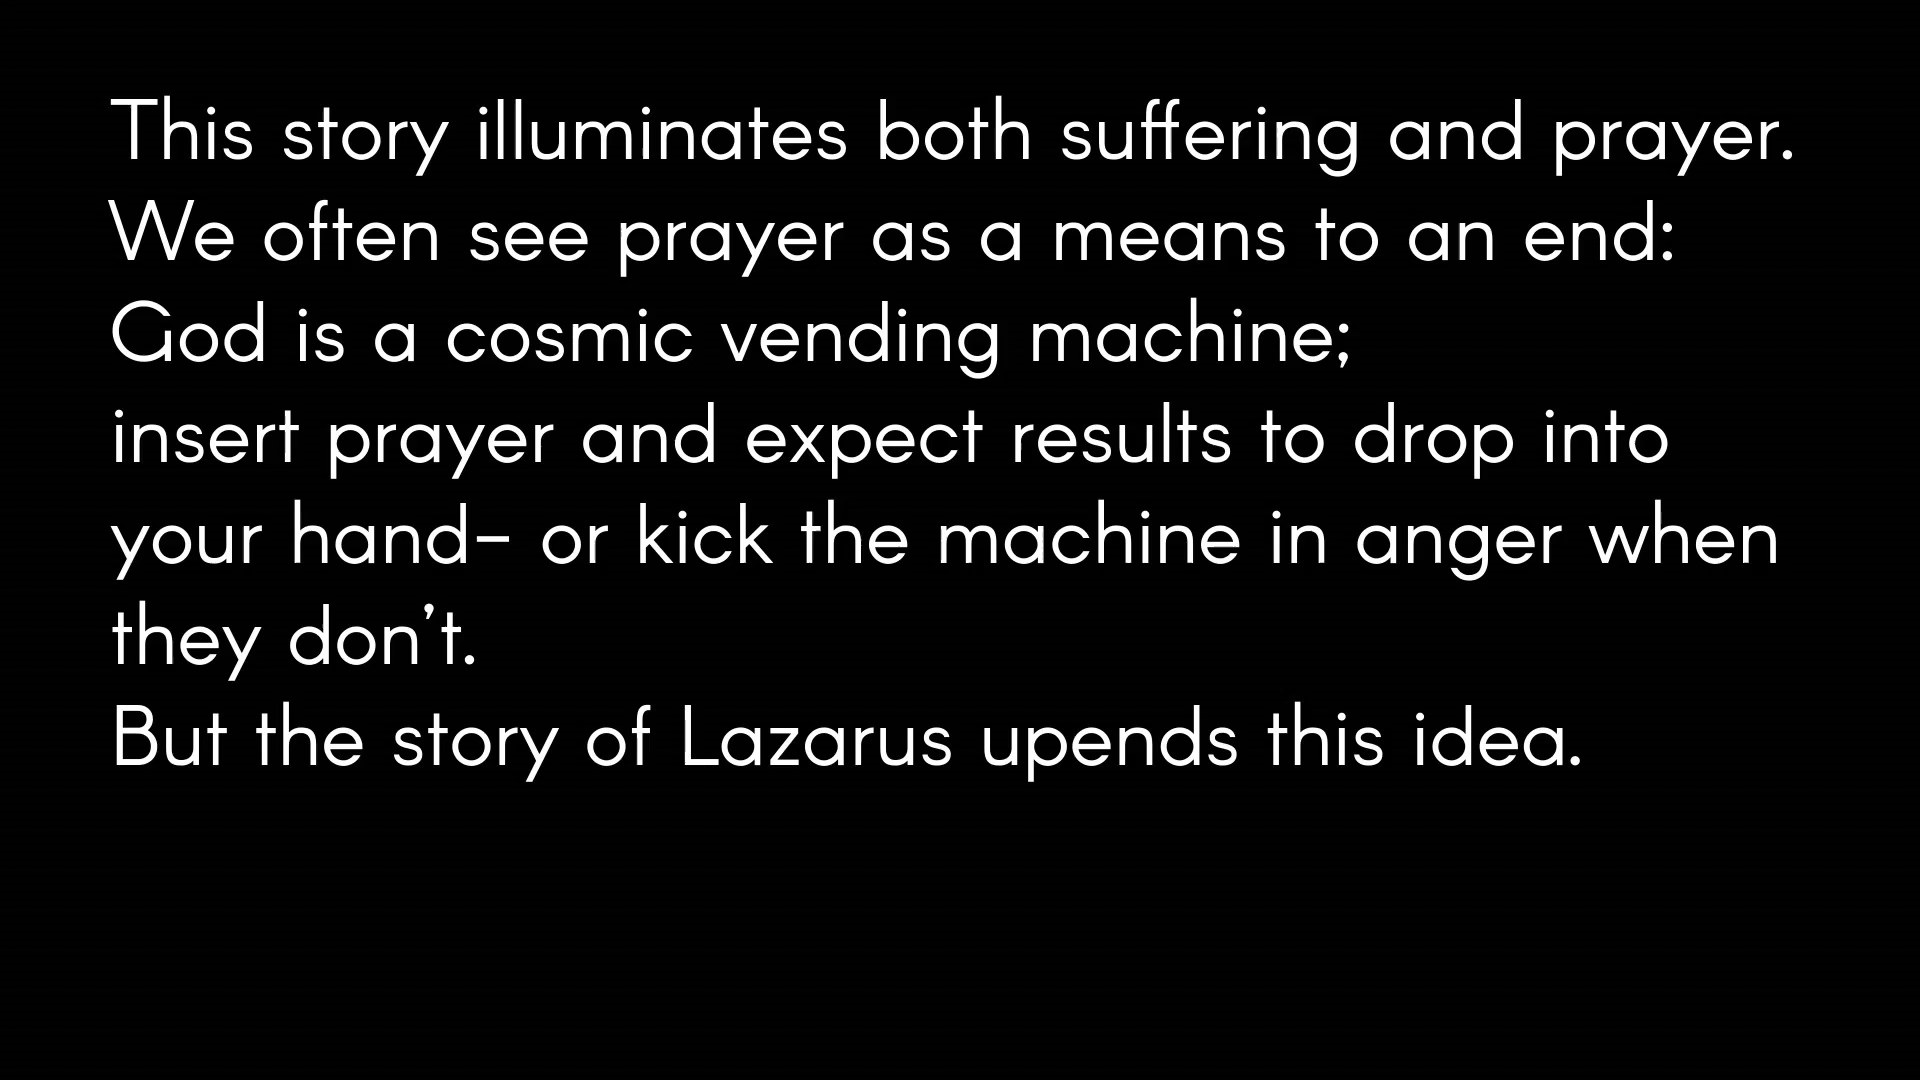 This story illuminates both suffering and prayer.
We often see prayer as a means to an end:
God is a cosmic vending machine;
insert prayer and expect results to drop into
your hand– or kick the machine in anger when
they don’t.
But the story of Lazarus upends this idea.